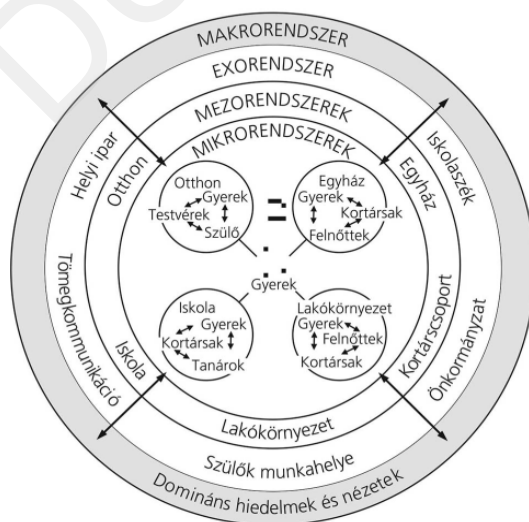 MAKRORENDSZER
EXORENDSZER
MEZORENDSZEREK
MIKRORENDSZEREK
Helyi ipar
Otthon
Egyház
Iskolaszék
Otthon
Gyerek
Testvérek
Szülő
Egyház
Gyerek
Kortársak
Felnőttek
Gyerek
Iskola
Gyerek
Kortársak
Tanárok
Lakókörnyezet
Gyerek
Felnőttek
Kortársak
Tömegkommunikáció
Iskola
Kortárscsoport
Önkormányzat
Lakókörnyezet
Szülők munkahelye
Domináns hiedelmek és nézetek